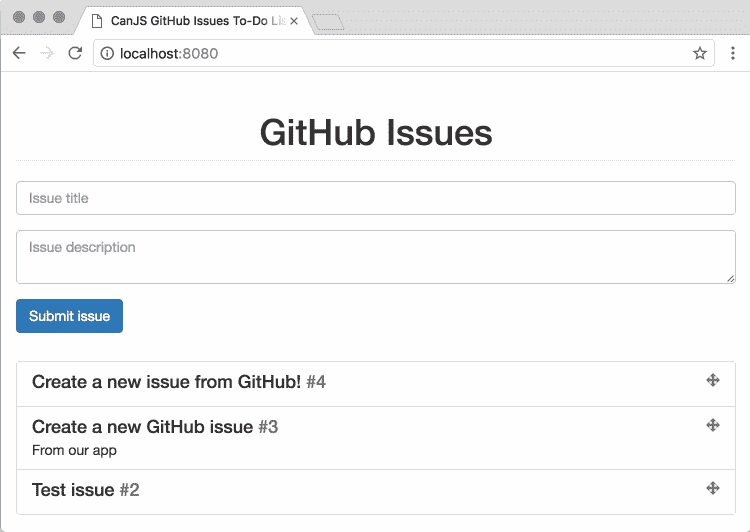 CanJS GitHub Issues To-Do Lis
localhost:8080
GitHub Issues
Issue title
Issue description
Submit issue
Create a new issue from GitHub! #4
Create a new GitHub issue #3
From our app
Test issue #2